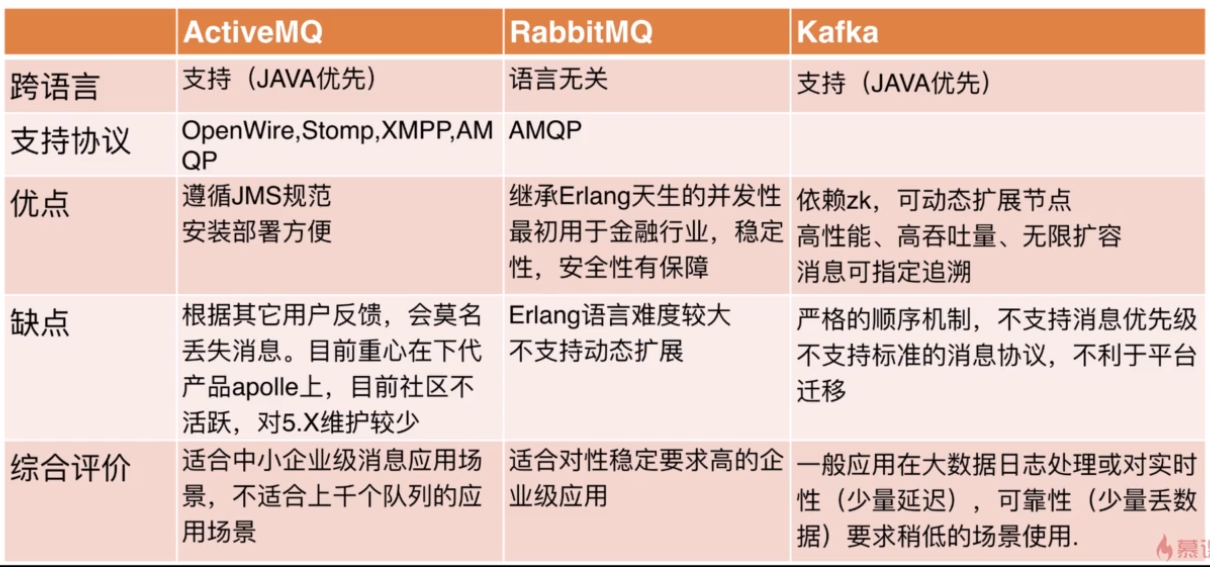 ActiveMQ RabbitMQ Kafka
跨语言 支持（JAVA优先） 语言无关 支持（JAVA优先）
支持协议
OpenWire,Stomp,XMPP,AM
QP
AMQP
优点
遵循JMS规范
安装部署方便
继承Erlang天生的并发性
最初用于金融行业，稳定
性，安全性有保障
依赖zk，可动态扩展节点
高性能、高吞吐量、无限扩容
消息可指定追溯
缺点
根据其它用户反馈，会莫名
丢失消息。目前重心在下代
产品apolle上，目前社区不
活跃，对5.X维护较少
Erlang语言难度较大
不支持动态扩展
严格的顺序机制，不支持消息优先级
不支持标准的消息协议，不利于平台
迁移
综合评价
适合中小企业级消息应用场
景，不适合上千个队列的应
用场景
适合对性稳定要求高的企
业级应用
一般应用在大数据日志处理或对实时
性（少量延迟），可靠性（少量丢数
据）要求稍低的场景使用.
慕